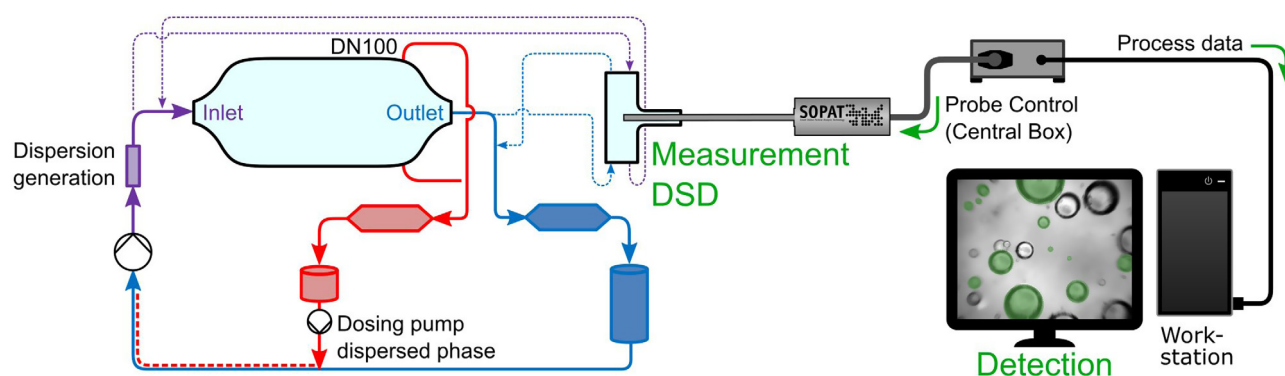 DN100
Inlet
Outlet
Dispersion
generation
Measurement
DSD
SOPAT
Process data
Probe Control
(Central Box)
Dosing pump
dispersed phase
Detection
Work-
station